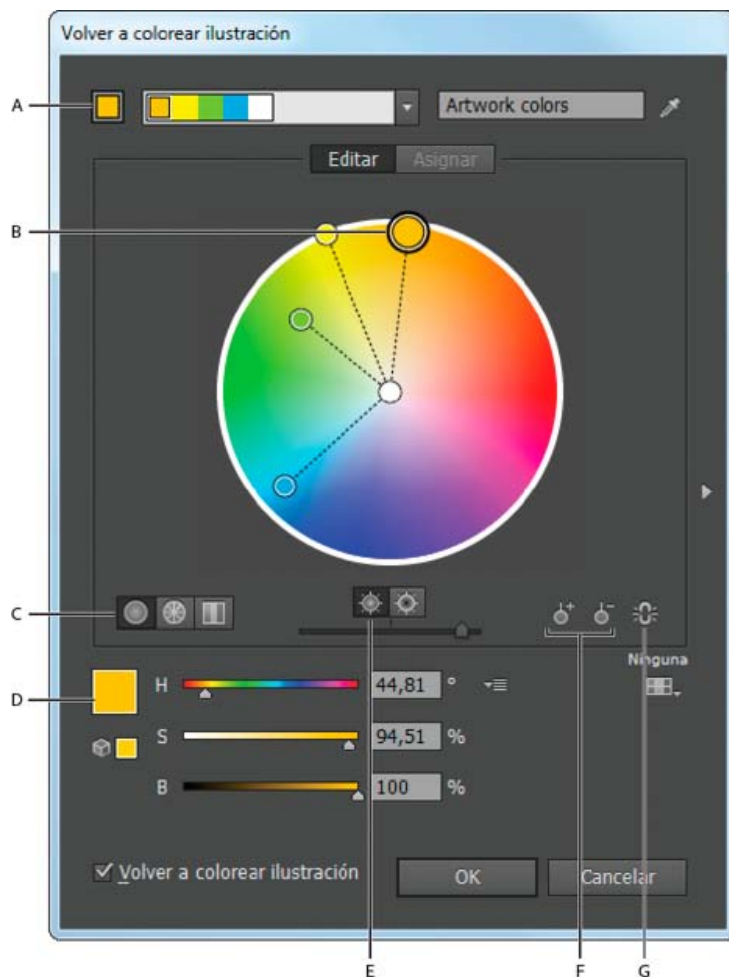 Volver a colorear ilustración
A
Artwork colors
Editar
Asignar
B
C
Ninguna
D
H
44,81
°
S
94,51
%
B
100
%
Volver a colorear ilustración
OK
Cancelar
E
F
G